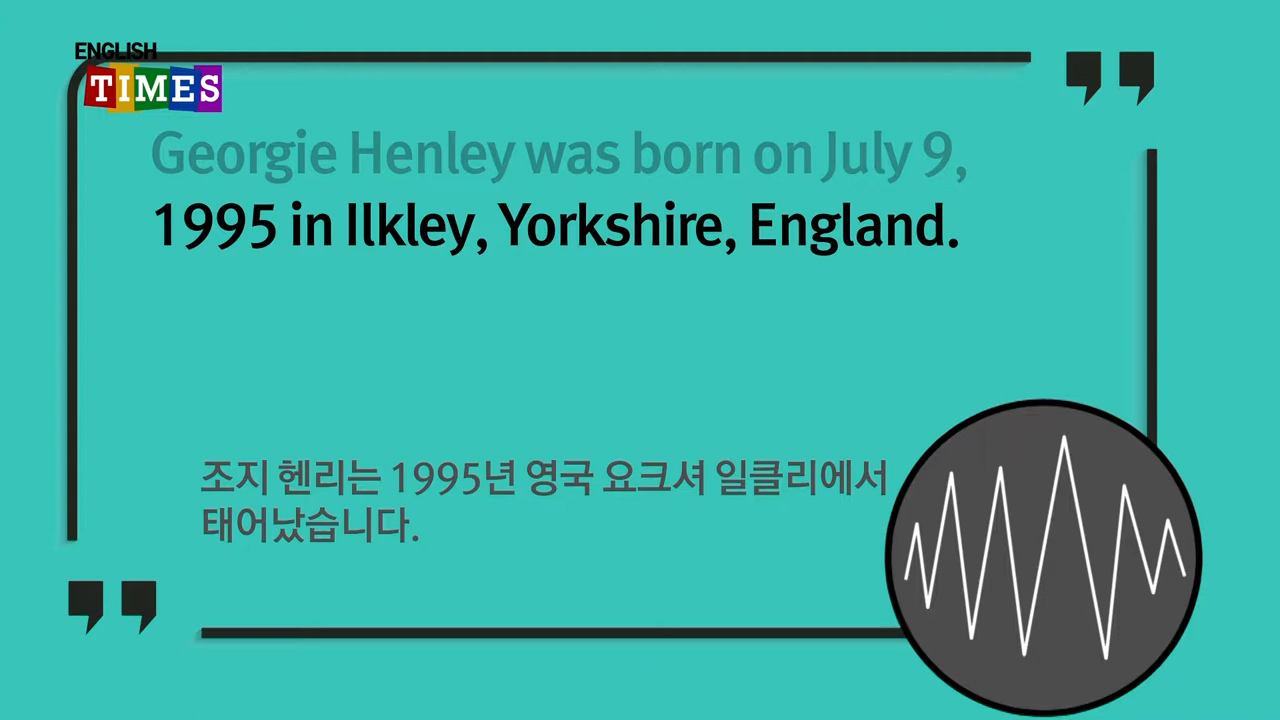 ENGLISH
TIMES
Georgie Henley was born on July 9,
1995 in Ilkley, Yorkshire, England.
조지 헨리는 1995년 영국 요크셔 일클리에서
태어났습니다.